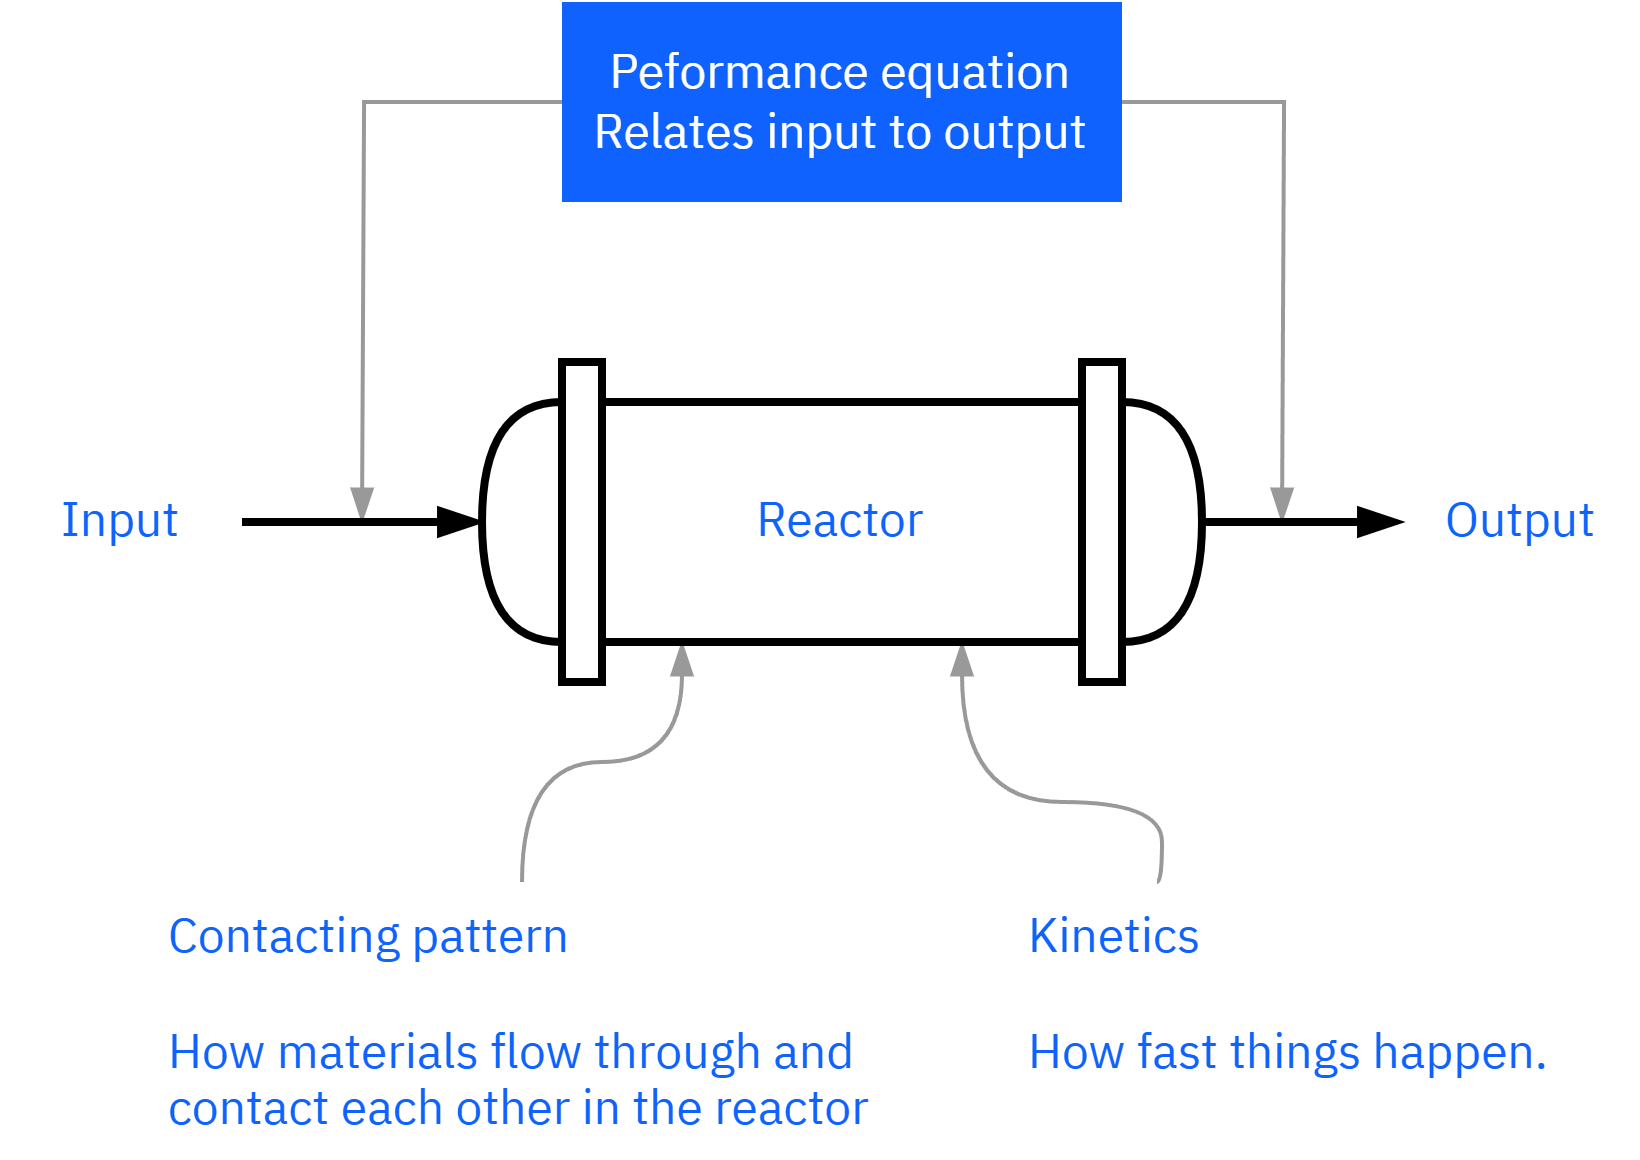 Peformance equation
Relates input to output
Input
Reactor
Output
Contacting pattern
How materials flow through and
contact each other in the reactor
Kinetics
How fast things happen.